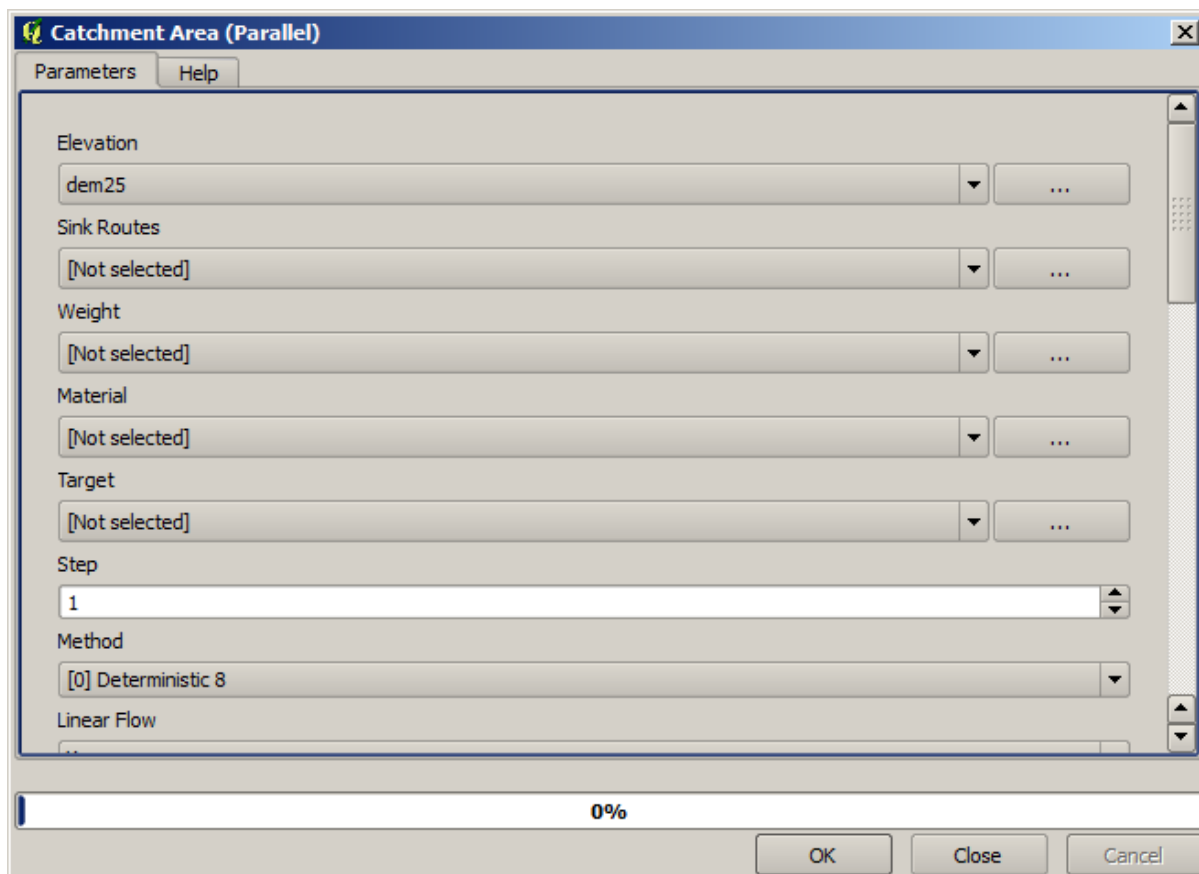 Catchment Area (Parallel)
Parameters Help
Elevation
dem25 ...
Sink Routes
[Not selected] ...
Weight
[Not selected] ...
Material
[Not selected] ...
Target
[Not selected] ...
Step
1
Method
[0] Deterministic 8
Linear Flow
0%
OK Close Cancel